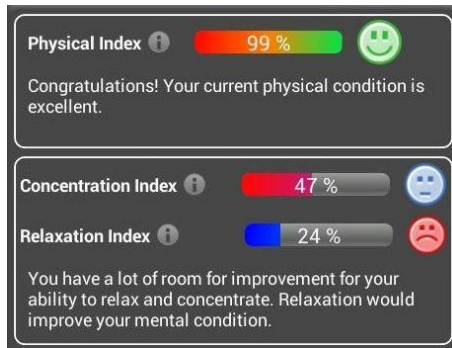 Physical Index
99 %
Congratulations! Your current physical condition is
excellent.
Concentration Index
47 %
Relaxation Index
24 %
You have a lot of room for improvement for your
ability to relax and concentrate. Relaxation would
improve your mental condition.